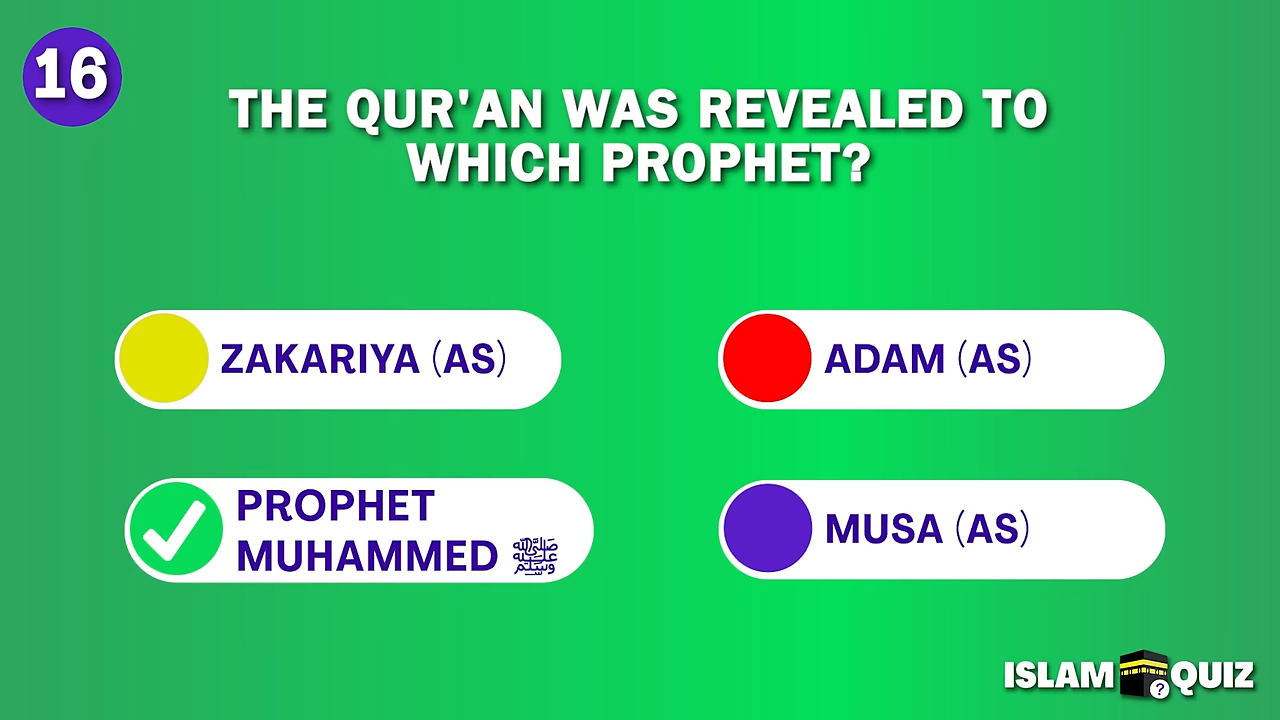 16
THE QUR'AN WAS REVEALED TO
WHICH PROPHET?
ZAKARIYA (AS)
ADAM (AS)
PROPHET
MUHAMMED ﷺ
MUSA (AS)
ISLAM ? QUIZ